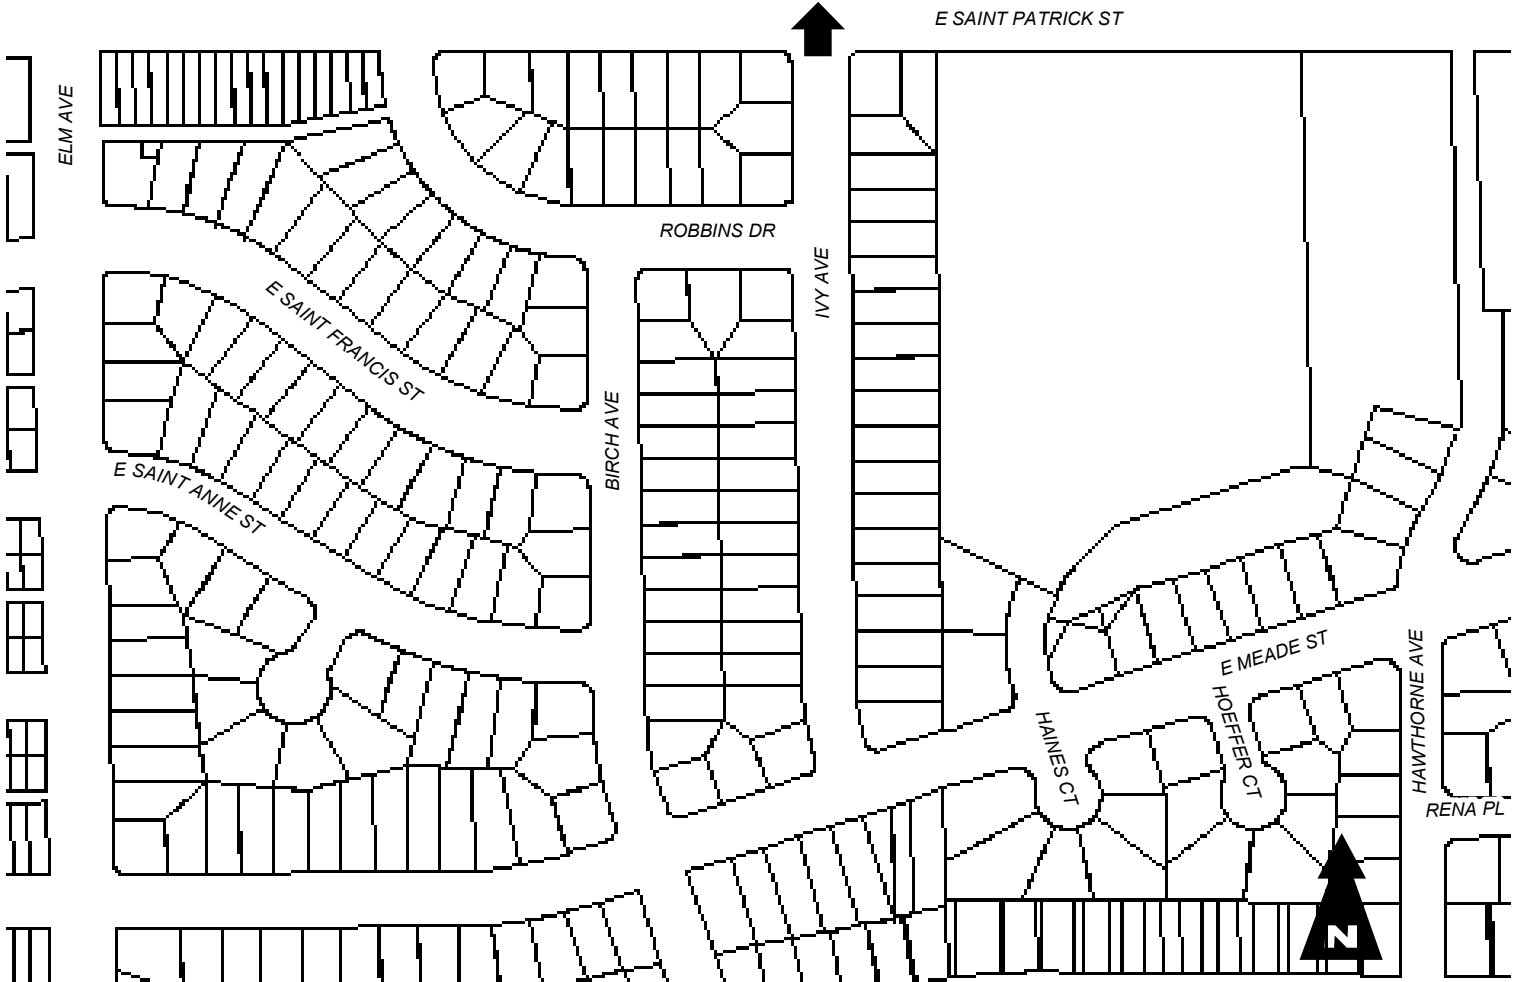 E SAINT PATRICK ST
ELM AVE
ROBBINS DR
IVY AVE
E SAINT FRANCIS ST
BIRCH AVE
E SAINT ANNE ST
E MEADE ST
HAWTHORNE AVE
HOEFFER CT
HAINES CT
RENA PL
N